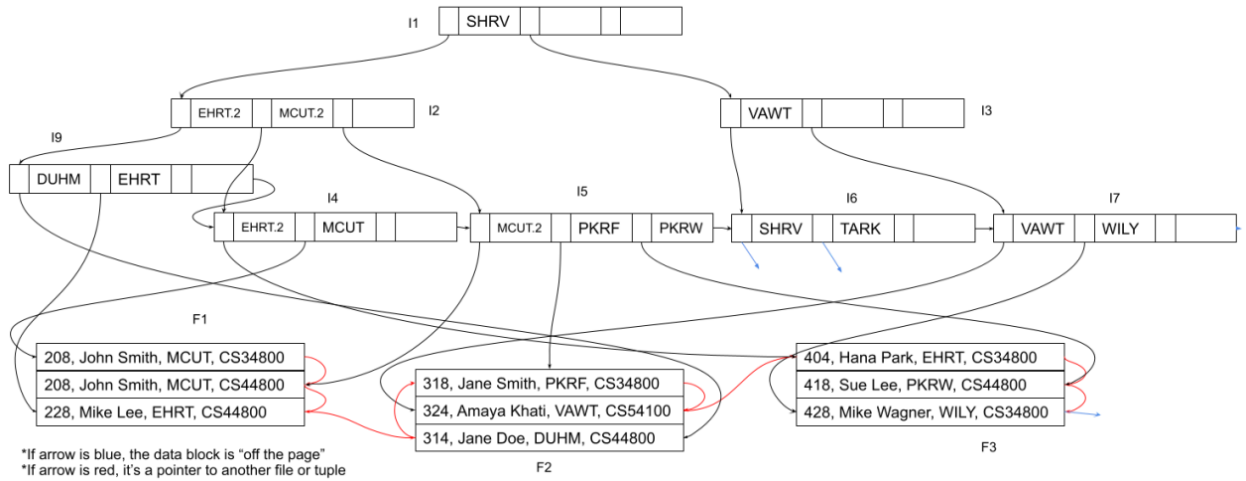 I1
SHRV
EHRT.2 MCUT.2
I2
VAWT
I3
I9
DUHM EHRT
I4
EHRT.2 MCUT
I5
MCUT.2 PKRF PKRW
I6
SHRV TARK
I7
VAWT WILY
F1
208, John Smith, MCUT, CS34800
208, John Smith, MCUT, CS44800
228, Mike Lee, EHRT, CS44800
318, Jane Smith, PKRF, CS34800
324, Amaya Khati, VAWT, CS54100
314, Jane Doe, DUHM, CS44800
F2
404, Hana Park, EHRT, CS34800
418, Sue Lee, PKRW, CS44800
428, Mike Wagner, WILY, CS34800
F3
*If arrow is blue, the data block is “off the page”
*If arrow is red, it’s a pointer to another file or tuple